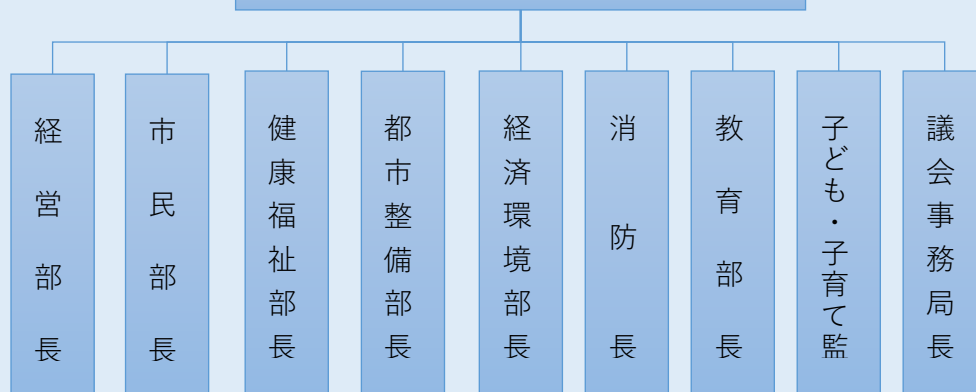 経営部長
市民部長
健康福祉部長
都市整備部長
経済環境部長
消防長
教育部長
子ども・子育て監
議会事務局長